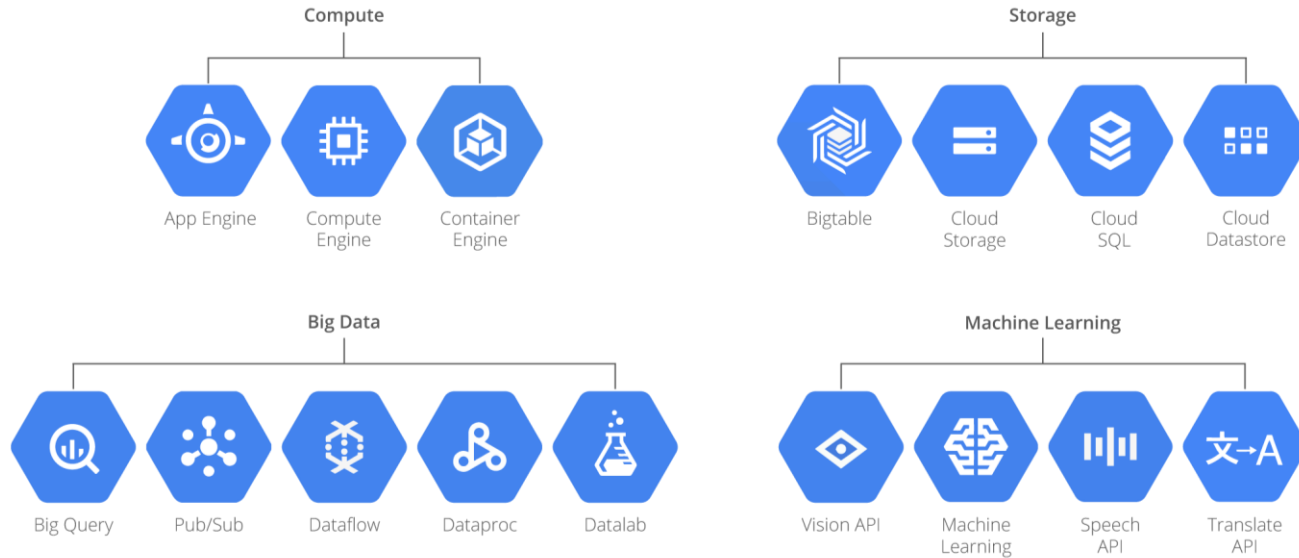 Compute
App Engine
Compute
Engine
Container
Engine
Storage
Bigtable
Cloud
Storage
Cloud
SQL
Cloud
Datastore
Big Data
Big Query
Pub/Sub
Dataflow
Dataproc
Datalab
Machine Learning
Vision API
Machine
Learning
Speech
API
文→A
Translate
API